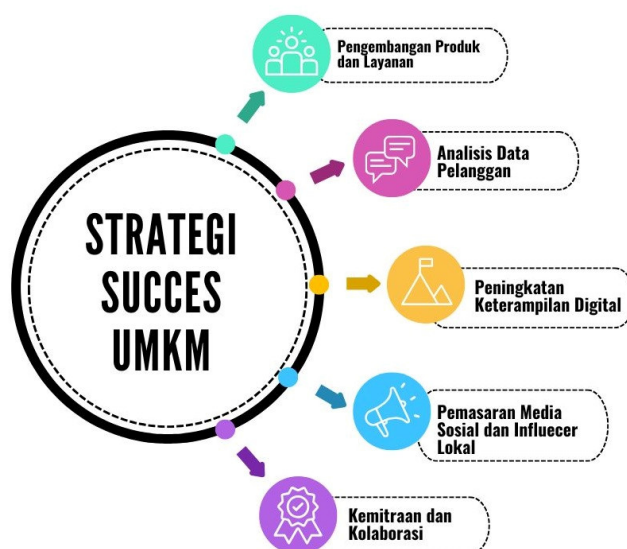 STRATEGI
SUCCES
UMKM
Pengembangan Produk
dan Layanan
Analisis Data
Pelanggan
Peningkatan
Keterampilan Digital
Pemasaran Media
Sosial dan Influecer
Lokal
Kemitraan dan
Kolaborasi